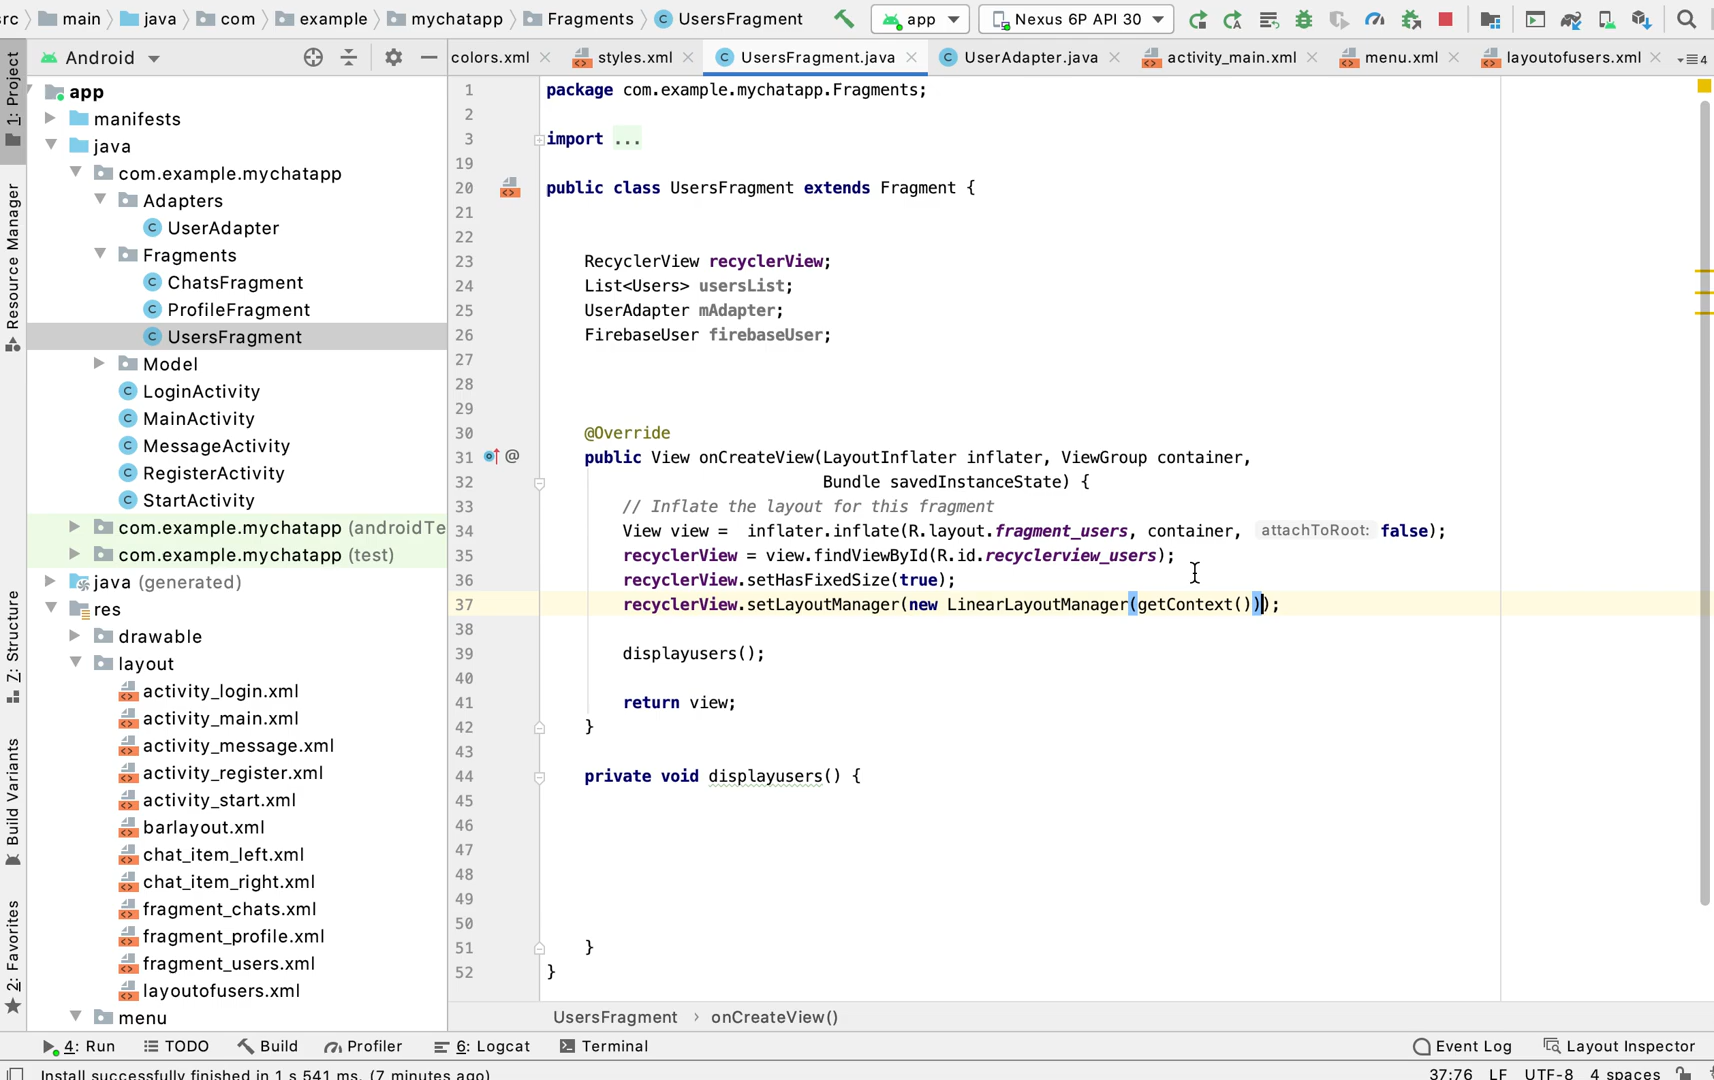 rc main java com example mychatapp Fragments UsersFragment app Nexus 6P API 30
Android
colors.xml styles.xml UsersFragment.java UserAdapter.java activity_main.xml menu.xml layoutofusers.xml 4
1: Project
Resource Manager
7: Structure
Build Variants
2: Favorites
app
manifests
java
com.example.mychatapp
Adapters
UserAdapter
Fragments
ChatsFragment
ProfileFragment
UsersFragment
Model
LoginActivity
MainActivity
MessageActivity
RegisterActivity
StartActivity
com.example.mychatapp (androidTe
com.example.mychatapp (test)
java (generated)
res
drawable
layout
activity_login.xml
activity_main.xml
activity_message.xml
activity_register.xml
activity_start.xml
barlayout.xml
chat_item_left.xml
chat_item_right.xml
fragment_chats.xml
fragment_profile.xml
fragment_users.xml
layoutofusers.xml
menu
1 package com.example.mychatapp.Fragments;
2
3 import ...
19
20 public class UsersFragment extends Fragment {
21
22
23 RecyclerView recyclerView;
24 List<Users> usersList;
25 UserAdapter mAdapter;
26 FirebaseUser firebaseUser;
27
28
29
30 @Override
31 @ public View onCreateView(LayoutInflater inflater, ViewGroup container,
32 Bundle savedInstanceState) {
33 // Inflate the layout for this fragment
34 View view = inflater.inflate(R.layout.fragment_users, container, attachToRoot: false);
35 recyclerView = view.findViewById(R.id.recyclerview_users);
36 recyclerView.setHasFixedSize(true);
37 recyclerView.setLayoutManager(new LinearLayoutManager(getContext()));
38
39 displayusers();
40
41 return view;
42 }
43
44 private void displayusers() {
45
46
47
48
49
50
51 }
52 }
UsersFragment onCreateView()
4: Run TODO Build Profiler 6: Logcat Terminal Event Log Layout Inspector
Install successfully finished in 1 s 541 ms. (7 minutes ago) 37:76 LF UTF-8 4 spaces